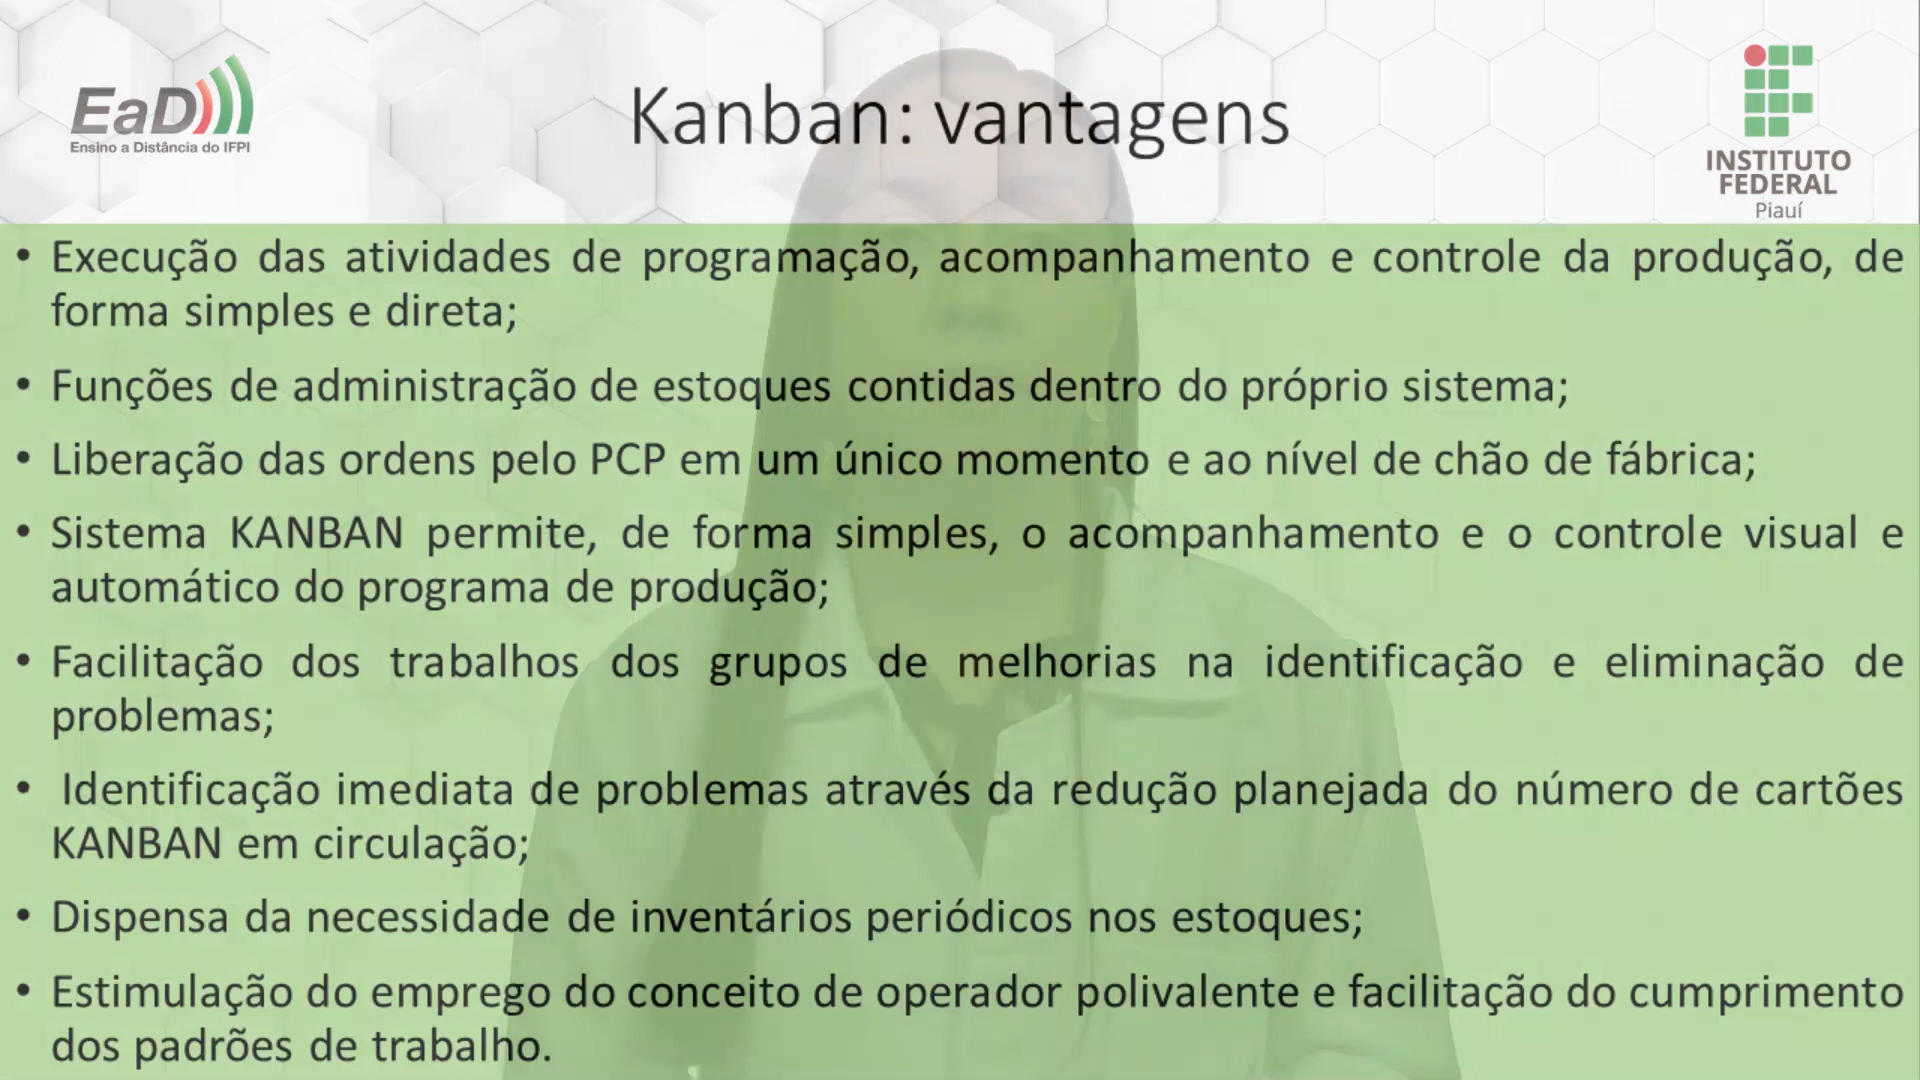 EaD
Ensino a Distância do IFPI
Kanban: vantagens
INSTITUTO
FEDERAL
Piauí
• Execução das atividades de programação, acompanhamento e controle da produção, de
forma simples e direta;
• Funções de administração de estoques contidas dentro do próprio sistema;
• Liberação das ordens pelo PCP em um único momento e ao nível de chão de fábrica;
• Sistema KANBAN permite, de forma simples, o acompanhamento e o controle visual e
automático do programa de produção;
• Facilitação dos trabalhos dos grupos de melhorias na identificação e eliminação de
problemas;
• Identificação imediata de problemas através da redução planejada do número de cartões
KANBAN em circulação;
• Dispensa da necessidade de inventários periódicos nos estoques;
• Estimulação do emprego do conceito de operador polivalente e facilitação do cumprimento
dos padrões de trabalho.